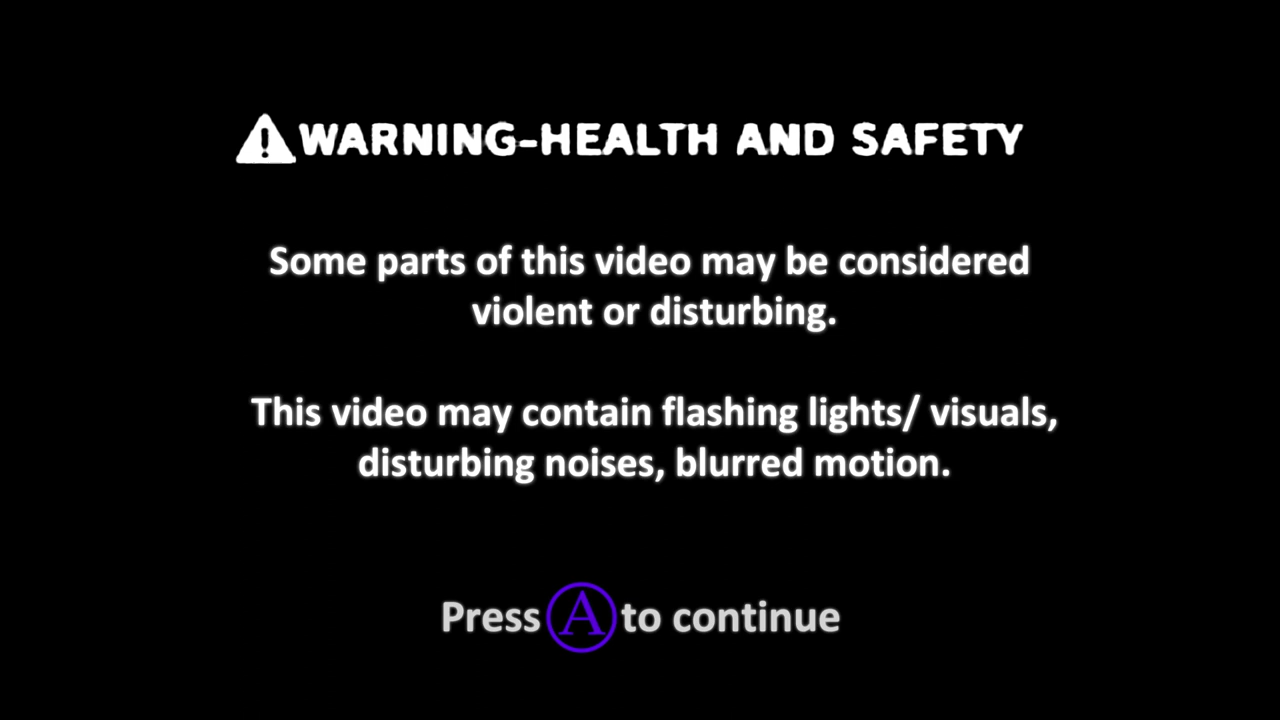 ⚠WARNING-HEALTH AND SAFETY
Some parts of this video may be considered
violent or disturbing.
This video may contain flashing lights/ visuals,
disturbing noises, blurred motion.
Press A to continue